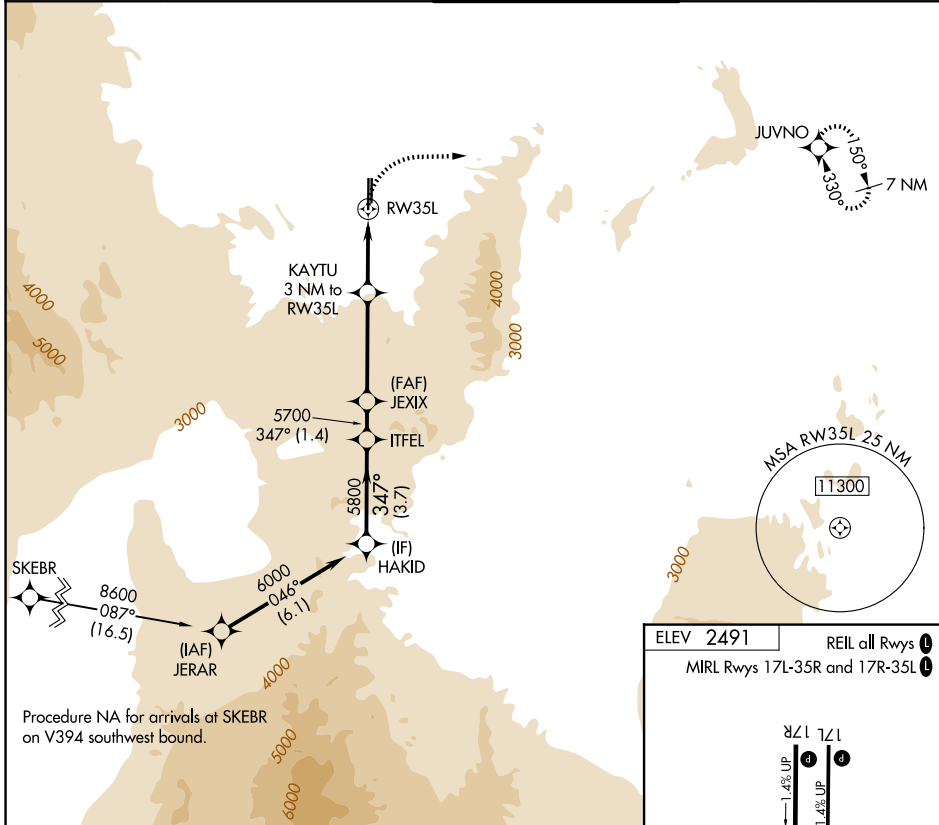 JUVNO
150°
330°
7 NM
RW35L
KAYTU
3 NM to
RW35L
4000
5000
4000
3000
3000
(FAF)
JEXIX
5700
347° (1.4)
ITFEL
MSA RW35L 25 NM
11300
5800
347°
(3.7)
(IF)
HAKID
3000
SKEBR
8600
087°
(16.5)
6000
046°
(6.1)
(IAF)
JERAR
4000
5000
6000
Procedure NA for arrivals at SKEBR
on V394 southwest bound.
ELEV 2491
REIL all Rwys L
MIRL Rwys 17L-35R and 17R-35L L
17R
17L
P
P
1.4% UP
1.4% UP